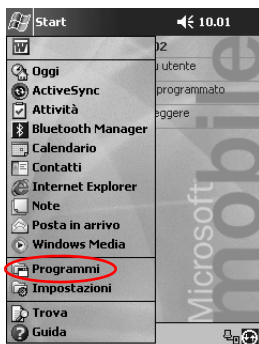 Start 10.01
02
Oggi
utente
ActiveSync
programmato
Attività
eggere
Bluetooth Manager
Calendario
Contatti
Internet Explorer
Note
Posta in arrivo
Windows Media
Programmi
Impostazioni
Trova
Guida
Microsoft
mobile